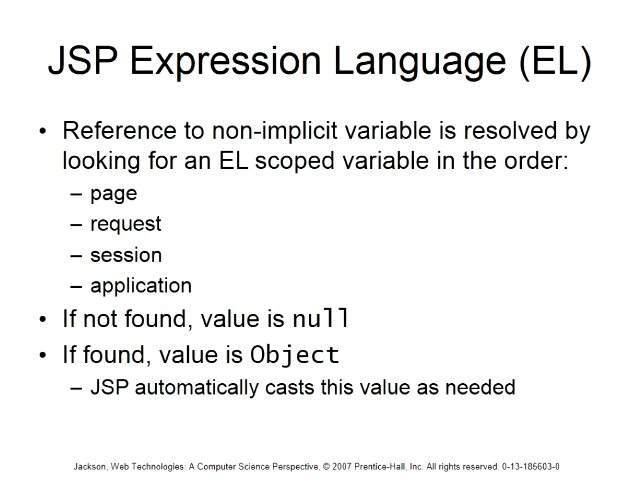 JSP Expression Language (EL)
• Reference to non-implicit variable is resolved by
looking for an EL scoped variable in the order:
– page
– request
– session
– application
• If not found, value is null
• If found, value is Object
– JSP automatically casts this value as needed
Jackson, Web Technologies: A Computer Science Perspective, © 2007 Prentice-Hall, Inc. All rights reserved. 0-13-185603-0